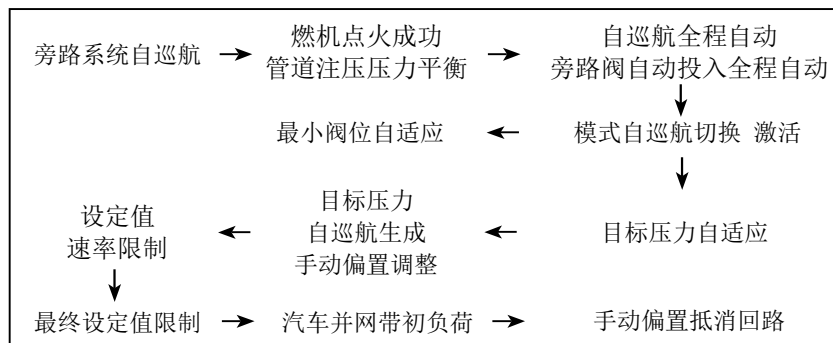 旁路系统自巡航
燃机点火成功
管道注压压力平衡
自巡航全程自动
旁路阀自动投入全程自动
最小阀位自适应
模式自巡航切换 激活
设定值
速率限制
目标压力
自巡航生成
手动偏置调整
目标压力自适应
最终设定值限制
汽车并网带初负荷
手动偏置抵消回路